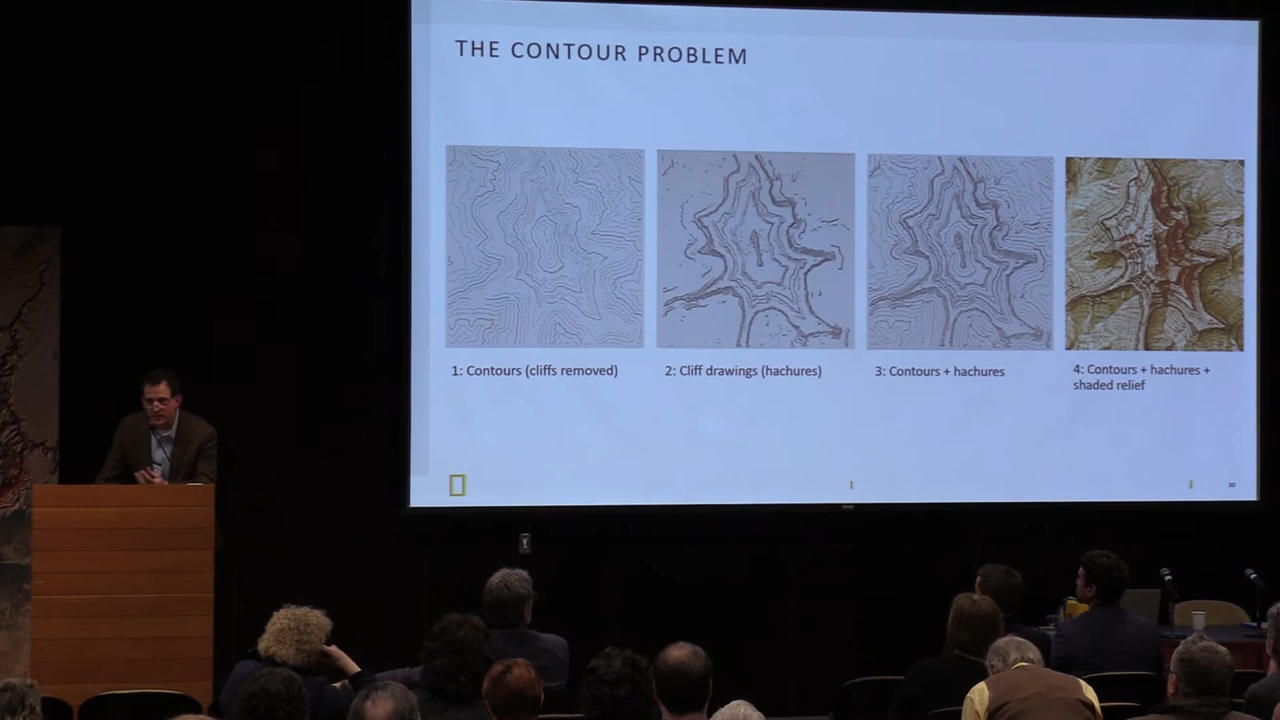 THE CONTOUR PROBLEM
1: Contours (cliffs removed)
2: Cliff drawings (hachures)
3: Contours + hachures
4: Contours + hachures +
shaded relief
30